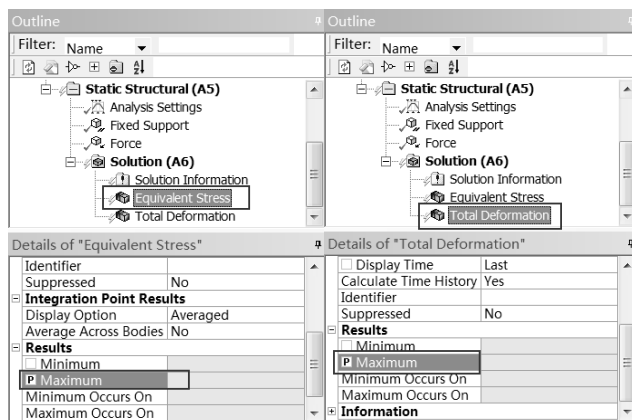 Outline
Filter: Name
Static Structural (A5)
Analysis Settings
Fixed Support
Force
Solution (A6)
Solution Information
Equivalent Stress
Total Deformation
Details of "Equivalent Stress"
Identifier
Suppressed No
Integration Point Results
Display Option Averaged
Average Across Bodies No
Results
Minimum
P Maximum
Minimum Occurs On
Maximum Occurs On
Outline
Filter: Name
Static Structural (A5)
Analysis Settings
Fixed Support
Force
Solution (A6)
Solution Information
Equivalent Stress
Total Deformation
Details of "Total Deformation"
Display Time Last
Calculate Time History Yes
Identifier
Suppressed No
Results
Minimum
P Maximum
Minimum Occurs On
Maximum Occurs On
Information